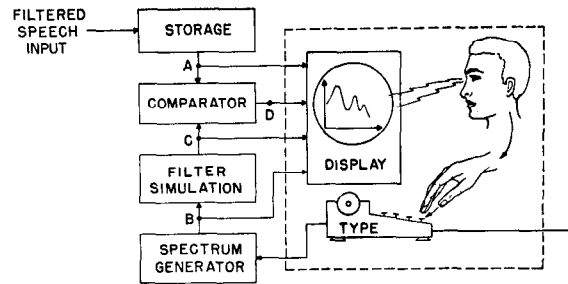 FILTERED
SPEECH
INPUT
STORAGE
A
COMPARATOR
D
C
DISPLAY
FILTER
SIMULATION
B
TYPE
SPECTRUM
GENERATOR